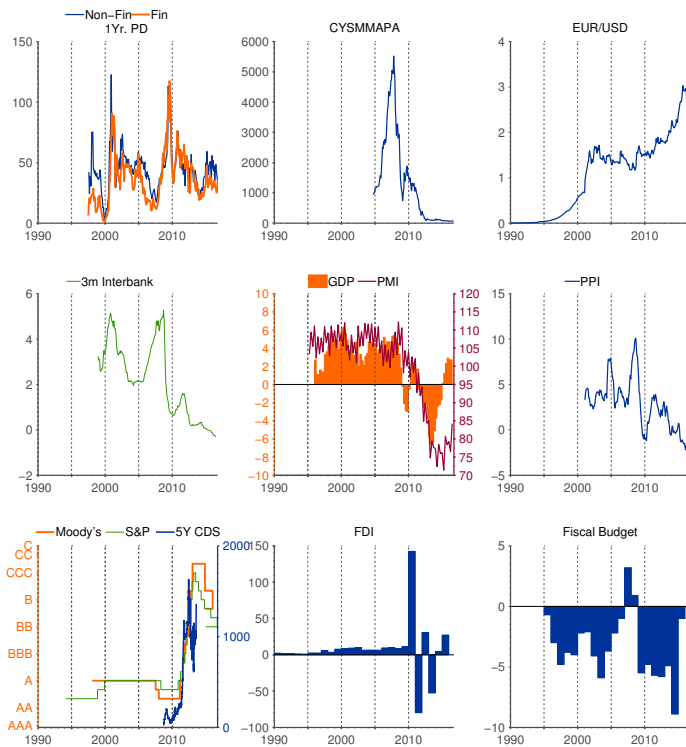 Non-Fin Fin
1Yr. PD
150
100
50
0
1990 2000 2010
CYSMMAPA
6000
5000
4000
3000
2000
1000
0
1990 2000 2010
EUR/USD
4
3
2
1
0
1990 2000 2010
3m Interbank
6
4
2
0
−2
1990 2000 2010
GDP PMI
10 120
8 115
6 110
4 105
2 100
0 95
−2 90
−4 85
−6 80
−8 75
−10 70
1990 2000 2010
PPI
15
10
5
0
−5
1990 2000 2010
Moody's S&P 5Y CDS
C 2000
CC
CCC
B
BB 1000
BBB
A
AA
AAA 0
1990 2000 2010
FDI
150
100
50
0
−50
−100
1990 2000 2010
Fiscal Budget
5
0
−5
−10
1990 2000 2010